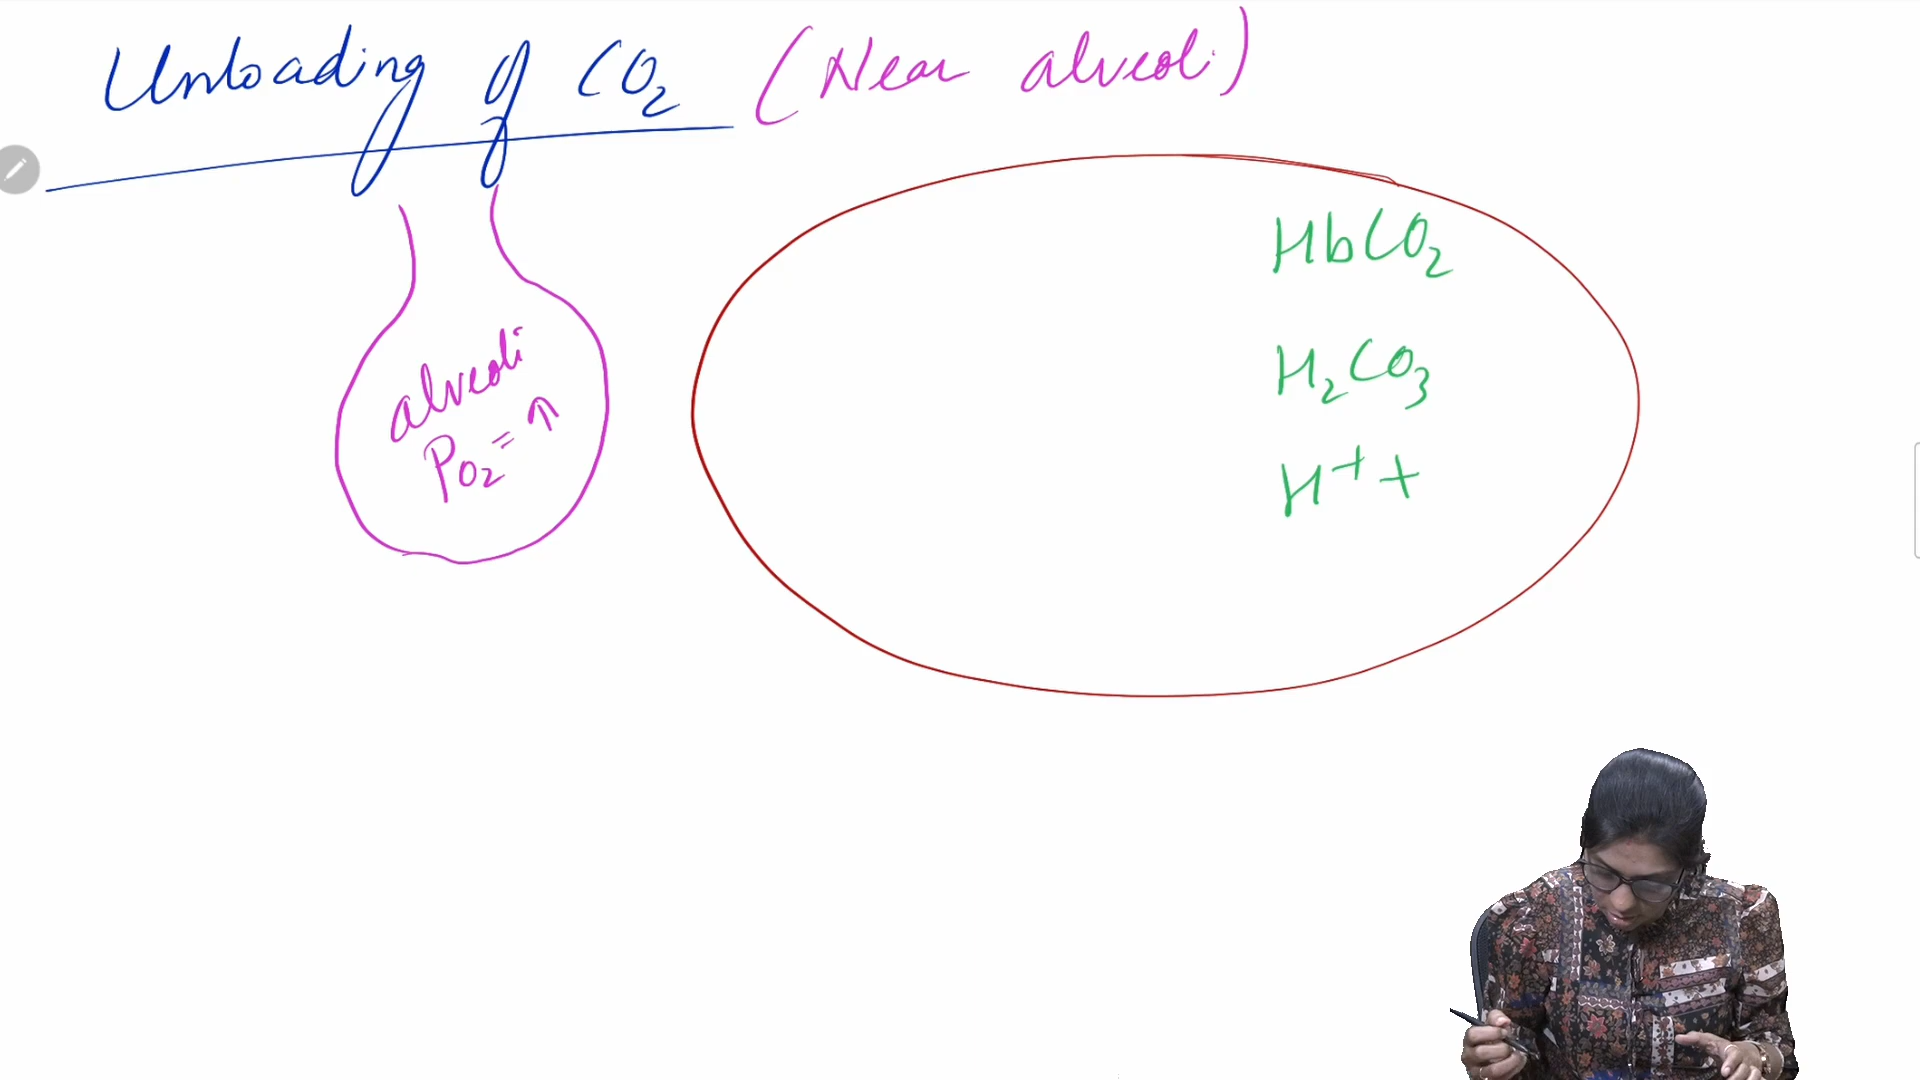 Unloading of CO₂ (Near alveoli)
alveoli
PO₂ = ↑
HbCO₂
H₂CO₃
H⁺ +